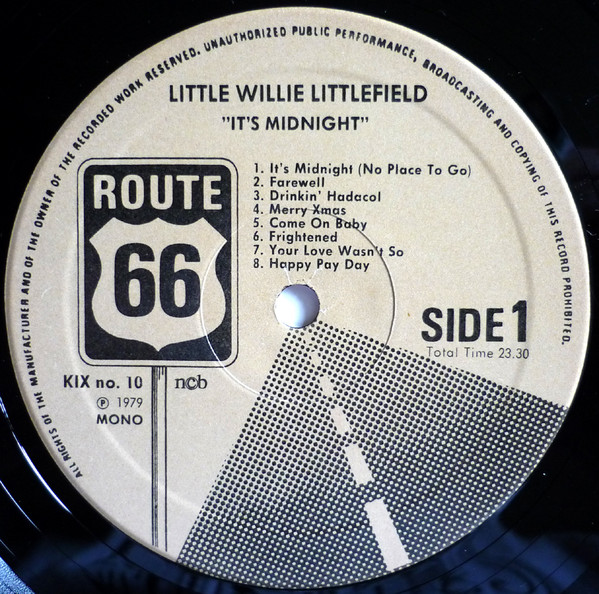 ALL RIGHTS OF THE MANUFACTURER AND OF THE OWNER OF THE RECORDED WORK RESERVED. UNAUTHORIZED PUBLIC PERFORMANCE, BROADCASTING AND COPYING OF THIS RECORD PROHIBITED.
LITTLE WILLIE LITTLEFIELD
"IT'S MIDNIGHT"
1. It's Midnight (No Place To Go)
2. Farewell
3. Drinkin' Hadacol
4. Merry Xmas
5. Come On Baby
6. Frightened
7. Your Love Wasn't So
8. Happy Pay Day
ROUTE
66
SIDE 1
Total Time 23.30
KIX no. 10
ncb
℗ 1979
MONO